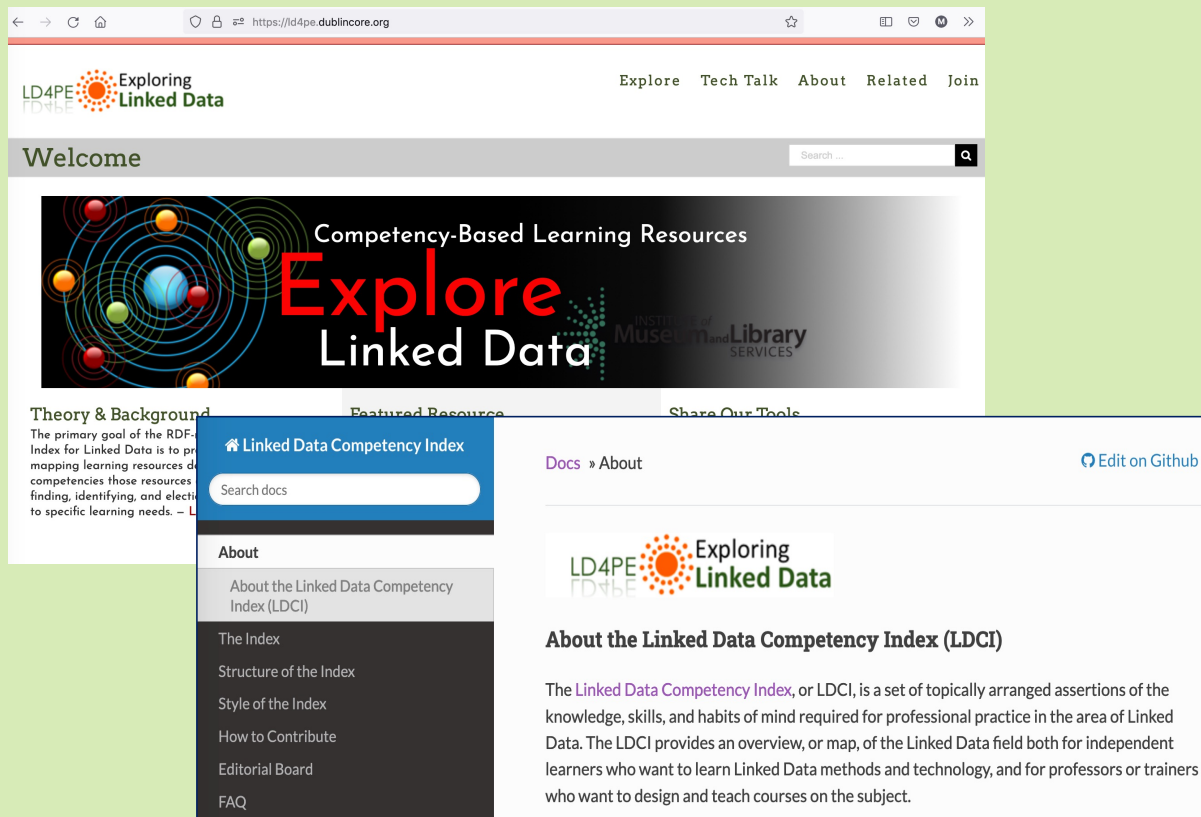 https://ld4pe.dublincore.org
M
LD4PE Exploring
Linked Data
Explore Tech Talk About Related Join
Welcome
Search ...
Competency-Based Learning Resources
Explore
Linked Data
INSTITUTE of
Museum and Library
SERVICES
Theory & Background
The primary goal of the RDF-
Index for Linked Data is to
mapping learning resources
competencies those resources
finding, identifying, and
to specific learning needs. –
Featured Resource
Share Our Tools
Linked Data Competency Index
Search docs
About
About the Linked Data Competency
Index (LDCI)
The Index
Structure of the Index
Style of the Index
How to Contribute
Editorial Board
FAQ
Docs » About
Edit on Github
LD4PE Exploring
Linked Data
About the Linked Data Competency Index (LDCI)
The Linked Data Competency Index, or LDCI, is a set of topically arranged assertions of the
knowledge, skills, and habits of mind required for professional practice in the area of Linked
Data. The LDCI provides an overview, or map, of the Linked Data field both for independent
learners who want to learn Linked Data methods and technology, and for professors or trainers
who want to design and teach courses on the subject.